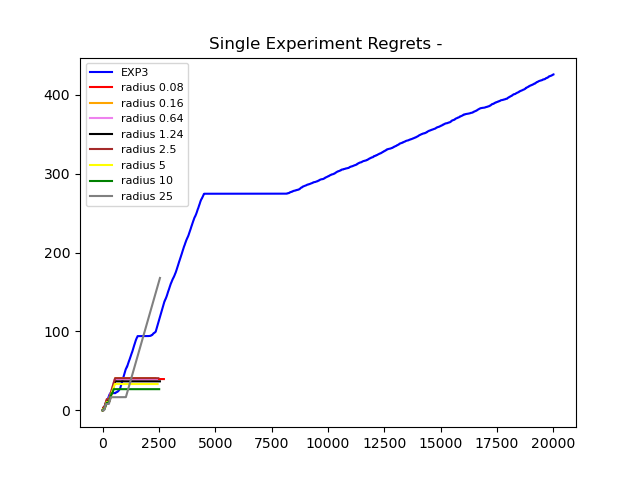 Single Experiment Regrets -
EXP3
radius 0.08
radius 0.16
radius 0.64
radius 1.24
radius 2.5
radius 5
radius 10
radius 25
400
300
200
100
0
0 2500 5000 7500 10000 12500 15000 17500 20000